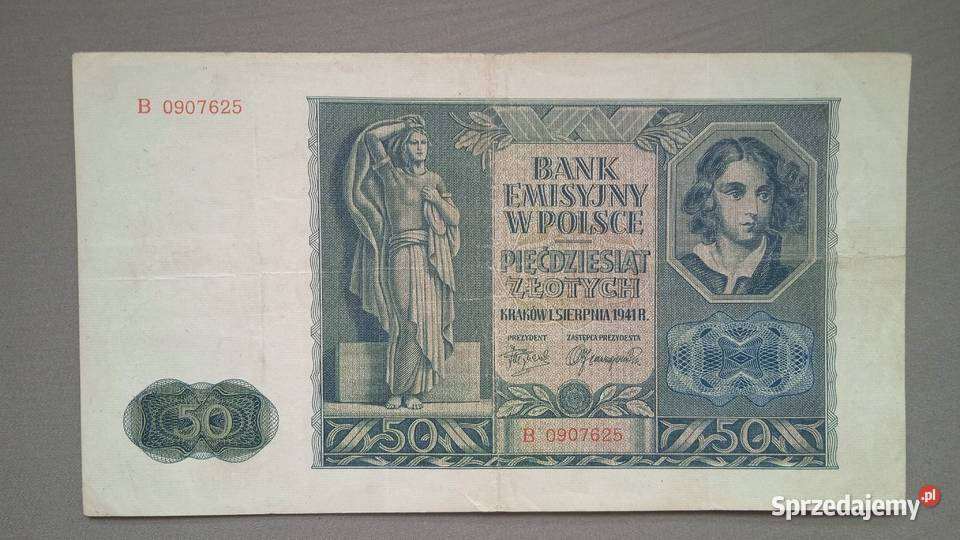 B 0907625
BANK
EMISYJNY
W POLSCE
PIĘĆDZIESIĄT
ZŁOTYCH
KRAKÓW 1. SIERPNIA 1941 R.
PREZYDENT ZASTĘPCA PREZYDENTA
50
50 B 0907625 50
Sprzedajemy.pl